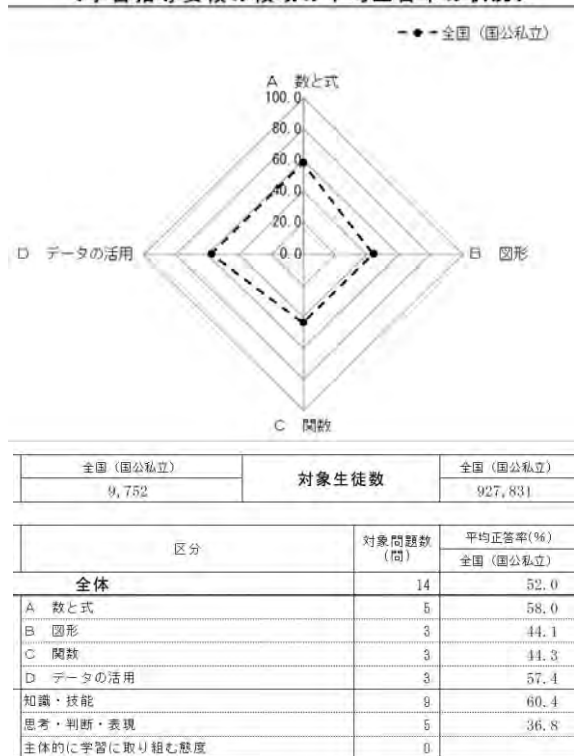 全国（国公私立）
A 数と式
100.0
80.0
60.0
40.0
20.0
0.0
D データの活用
B 図形
C 関数
全国（国公私立） 対象生徒数 全国（国公私立）
9,752 927,831
区分 対象問題数（問） 平均正答率(%)
全国（国公私立）
全体 14 52.0
A 数と式 5 58.0
B 図形 3 44.1
C 関数 3 44.3
D データの活用 3 57.4
知識・技能 9 60.4
思考・判断・表現 5 36.8
主体的に学習に取り組む態度 0